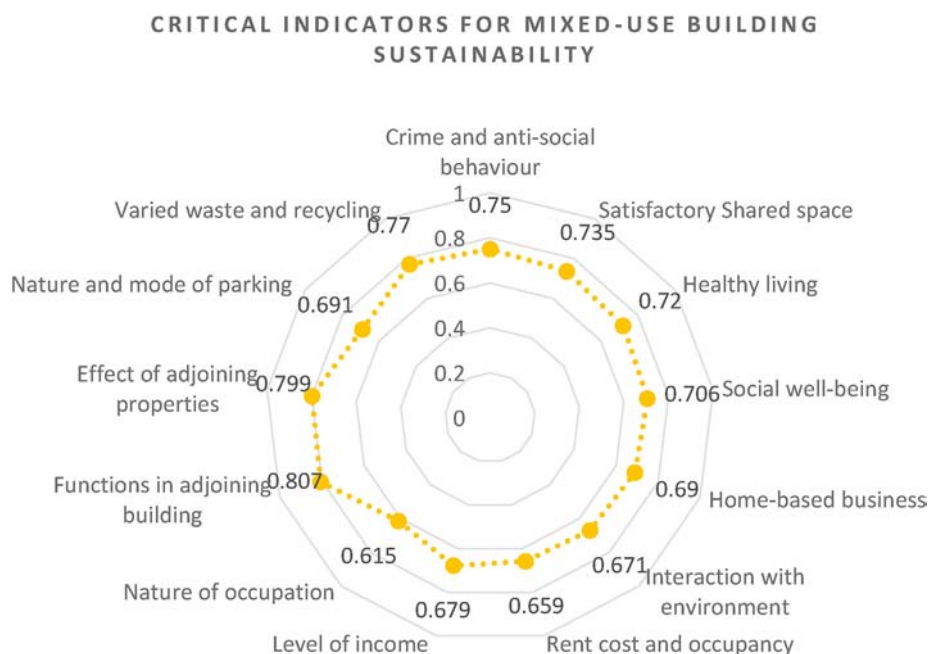 CRITICAL INDICATORS FOR MIXED-USE BUILDING
SUSTAINABILITY
Crime and anti-social
behaviour
Satisfactory Shared space
Healthy living
Social well-being
Home-based business
Interaction with
environment
Rent cost and occupancy
Level of income
Nature of occupation
Functions in adjoining
building
Effect of adjoining
properties
Nature and mode of parking
Varied waste and recycling
1
0.8
0.6
0.4
0.2
0
0.75
0.735
0.72
0.706
0.69
0.671
0.659
0.679
0.615
0.807
0.799
0.691
0.77